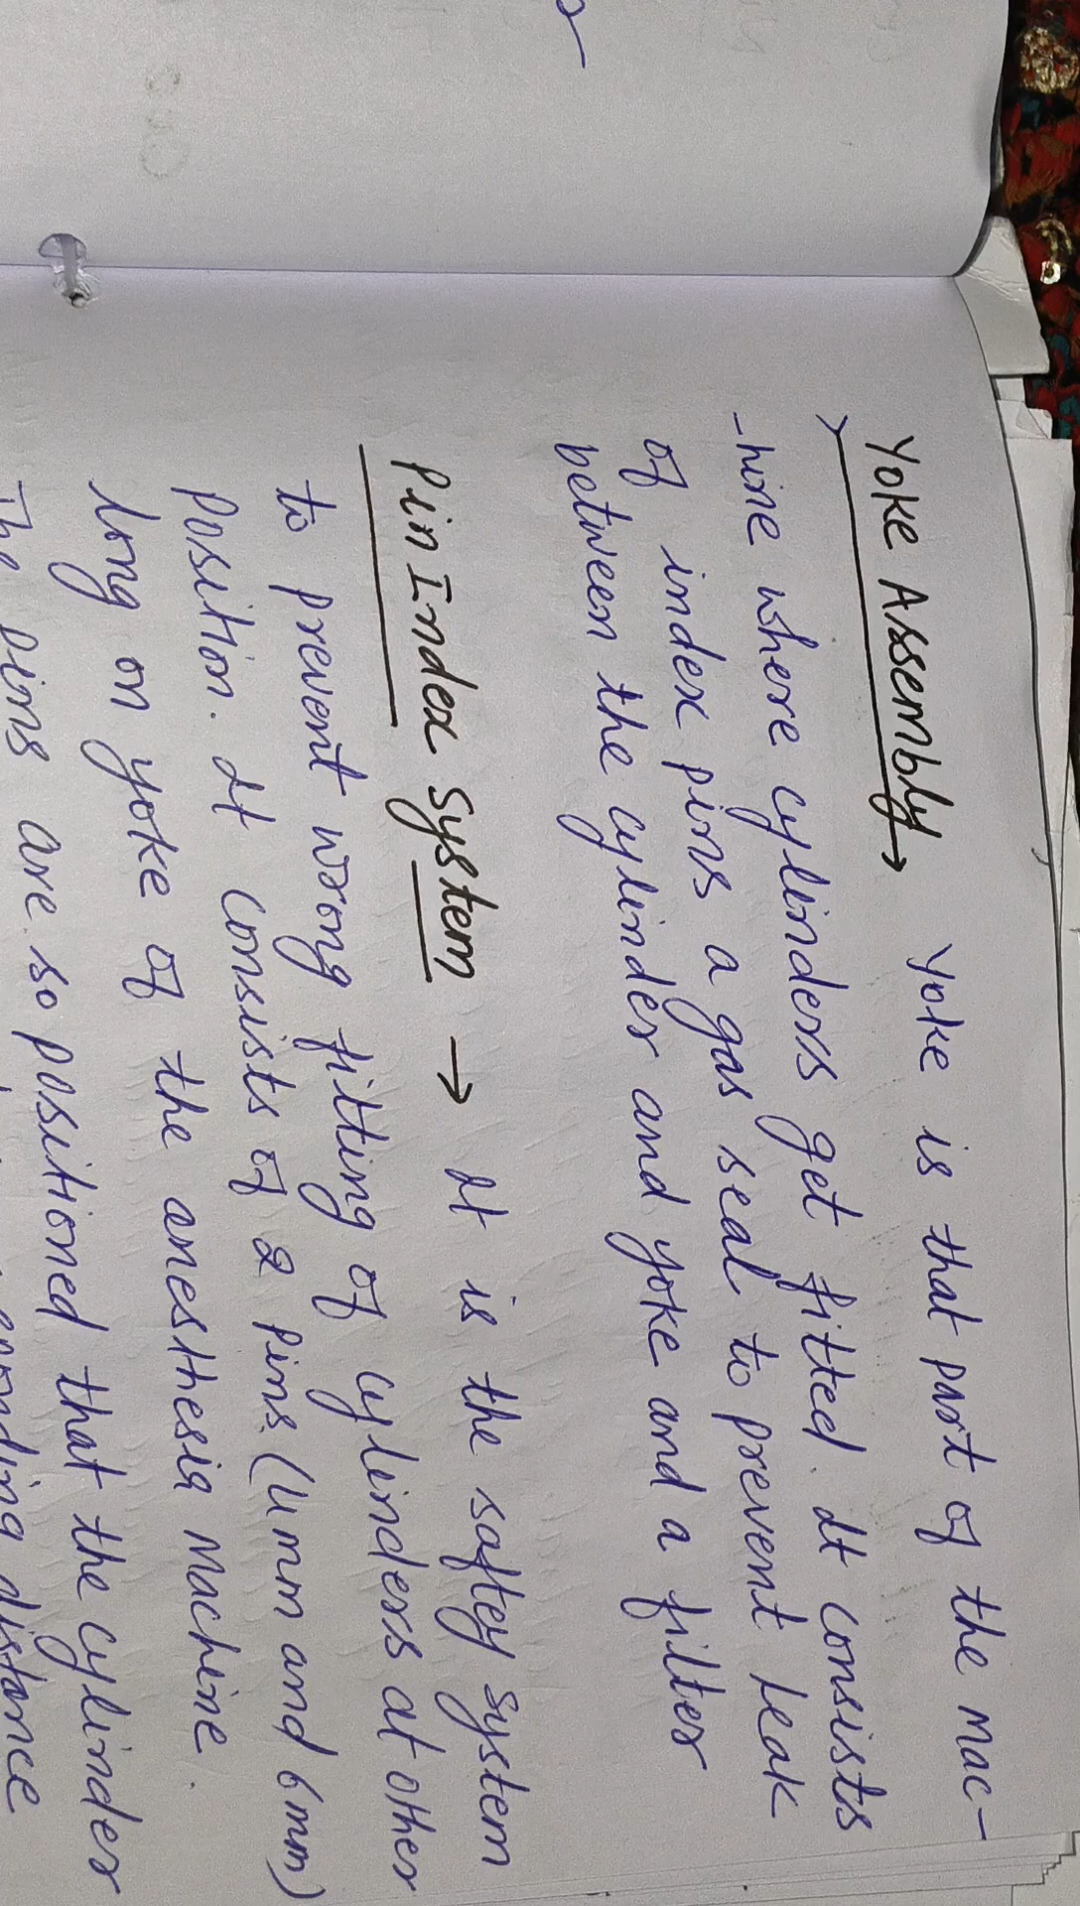 Yoke Assembly → Yoke is that part of the mac-
-hine where cylinders get fitted. It consists
of index pins a gas seal to prevent leak
between the cylinder and yoke and a filter
Pin Index system → It is the saftey system
to prevent wrong fitting of cylinders at other
Position. It consists of 2 pins (4mm and 6mm)
long on yoke of the anesthesia machine.
The pins are so positioned that the cylinder
distance